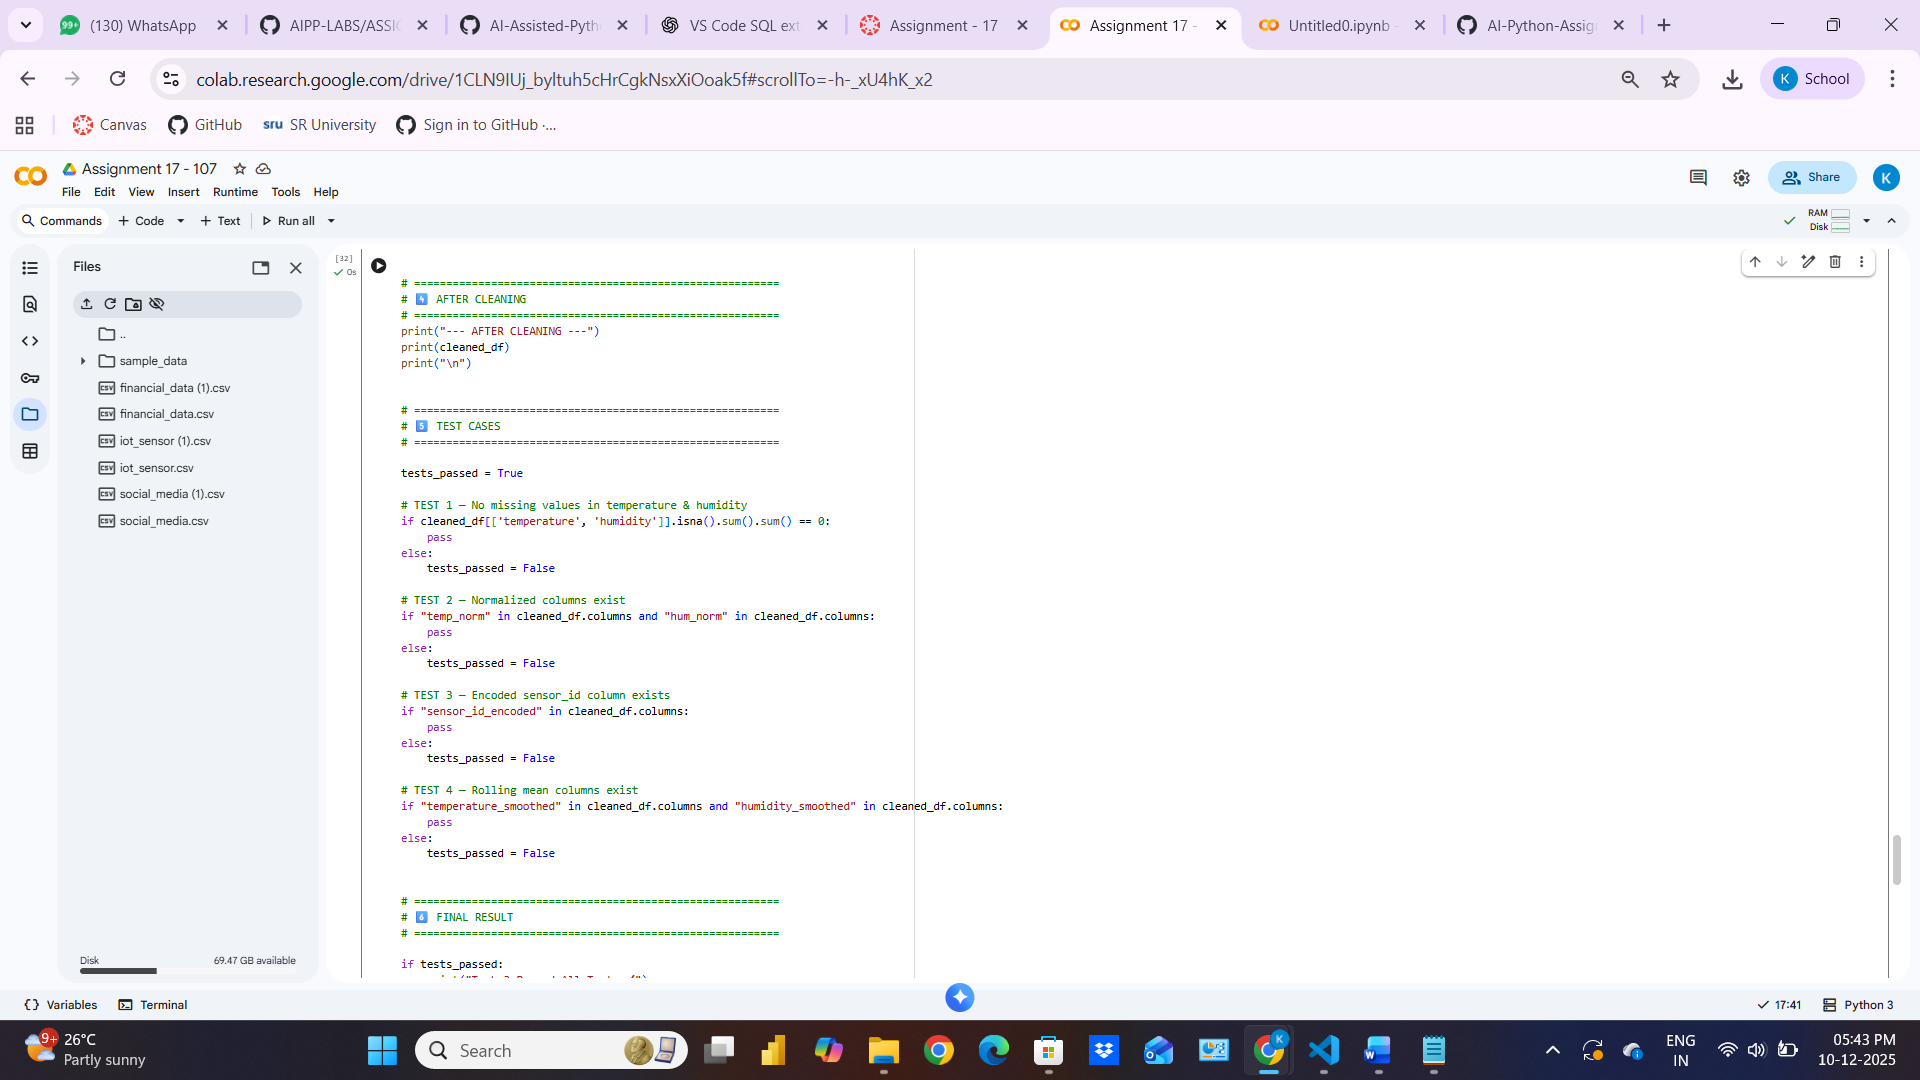 (130) WhatsApp
AIPP-LABS/ASSIG
AI-Assisted-Pyth
VS Code SQL ext
Assignment - 17
Assignment 17 -
Untitled0.ipynb -
AI-Python-Assig
colab.research.google.com/drive/1CLN9IUj_byltuh5cHrCgkNsxXiOoak5f#scrollTo=-h-_xU4hK_x2
K School
Canvas
GitHub
sru SR University
Sign in to GitHub ·...
Assignment 17 - 107
File Edit View Insert Runtime Tools Help
Share
K
Commands + Code + Text Run all
RAM
Disk
Files
..
sample_data
financial_data (1).csv
financial_data.csv
iot_sensor (1).csv
iot_sensor.csv
social_media (1).csv
social_media.csv
Disk 69.47 GB available
[32]
0s
# =========================================================
# 4 AFTER CLEANING
# =========================================================
print("--- AFTER CLEANING ---")
print(cleaned_df)
print("\n")
# =========================================================
# 5 TEST CASES
# =========================================================
tests_passed = True
# TEST 1 — No missing values in temperature & humidity
if cleaned_df[['temperature', 'humidity']].isna().sum().sum() == 0:
    pass
else:
    tests_passed = False
# TEST 2 — Normalized columns exist
if "temp_norm" in cleaned_df.columns and "hum_norm" in cleaned_df.columns:
    pass
else:
    tests_passed = False
# TEST 3 — Encoded sensor_id column exists
if "sensor_id_encoded" in cleaned_df.columns:
    pass
else:
    tests_passed = False
# TEST 4 — Rolling mean columns exist
if "temperature_smoothed" in cleaned_df.columns and "humidity_smoothed" in cleaned_df.columns:
    pass
else:
    tests_passed = False
# =========================================================
# 6 FINAL RESULT
# =========================================================
if tests_passed:
Variables
Terminal
17:41
Python 3
9+
26°C
Partly sunny
Search
ENG
IN
05:43 PM
10-12-2025